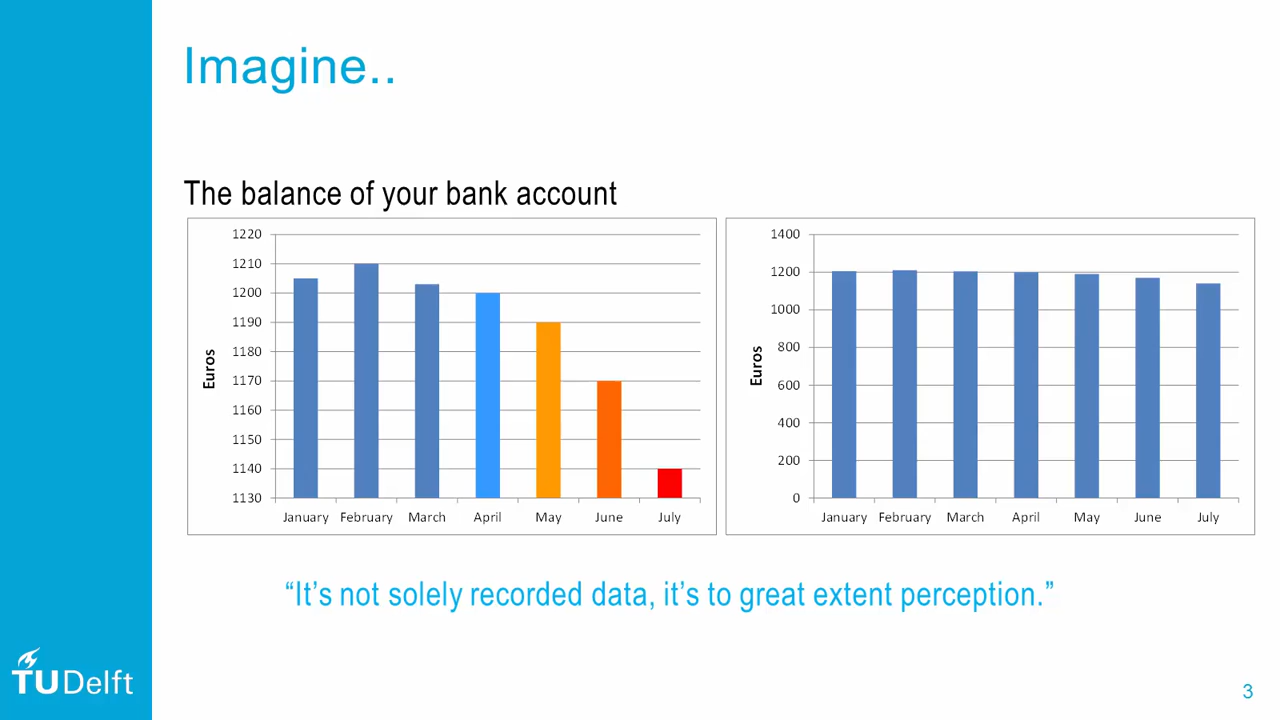 Imagine..
The balance of your bank account
1220
1210
1200
1190
1180
1170
1160
1150
1140
1130
Euros
January February March April May June July
1400
1200
1000
800
600
400
200
0
Euros
January February March April May June July
“It’s not solely recorded data, it’s to great extent perception.”
TUDelft
3